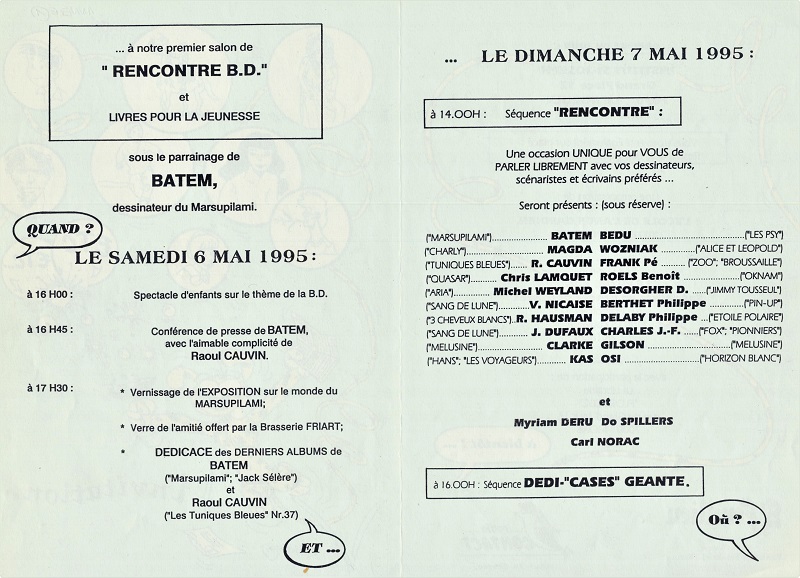 ... à notre premier salon de
" RENCONTRE B.D."
et
LIVRES POUR LA JEUNESSE
sous le parrainage de
BATEM,
dessinateur du Marsupilami.
QUAND ?
LE SAMEDI 6 MAI 1995 :
à 16 H00 : Spectacle d'enfants sur le thème de la B.D.
à 16 H45 : Conférence de presse de BATEM,
avec l'aimable complicité de
Raoul CAUVIN.
à 17 H30 : * Vernissage de l'EXPOSITION sur le monde du
MARSUPILAMI;
* Verre de l'amitié offert par la Brasserie FRIART;
* DEDICACE des DERNIERS ALBUMS de
BATEM
("Marsupilami"; "Jack Sélère")
et
Raoul CAUVIN
("Les Tuniques Bleues" Nr.37)
ET ...
... LE DIMANCHE 7 MAI 1995 :
à 14.OOH : Séquence "RENCONTRE" :
Une occasion UNIQUE pour VOUS de
PARLER LIBREMENT avec vos dessinateurs,
scénaristes et écrivains préférés ...
Seront présents : (sous réserve) :
("MARSUPILAMI")..................... BATEM BEDU ............................("LES PSY")
("CHARLY")..................... MAGDA WOZNIAK ............("ALICE ET LEOPOLD")
("TUNIQUES BLEUES")..... R. CAUVIN FRANK Pé ........ ("ZOO"; "BROUSSAILLE")
("QUASAR")............ Chris LAMQUET ROELS Benoît ..................("OKNAM")
("ARIA")............. Michel WEYLAND DESORGHER D. .....("JIMMY TOUSSEUL")
("SANG DE LUNE")........... V. NICAISE BERTHET Philippe ............("PIN-UP")
("3 CHEVEUX BLANCS")..R. HAUSMAN DELABY Philippe ...("ETOILE POLAIRE")
("SANG DE LUNE")........... J. DUFAUX CHARLES J.-F. ....("FOX"; "PIONNIERS")
("MELUSINE")..................... CLARKE GILSON ......................("MELUSINE")
("HANS"; "LES VOYAGEURS")......... KAS OSI ......................("HORIZON BLANC")
et
Myriam DERU Do SPILLERS
Carl NORAC
à 16.OOH : Séquence DEDI-"CASES" GEANTE.
Où ? ...